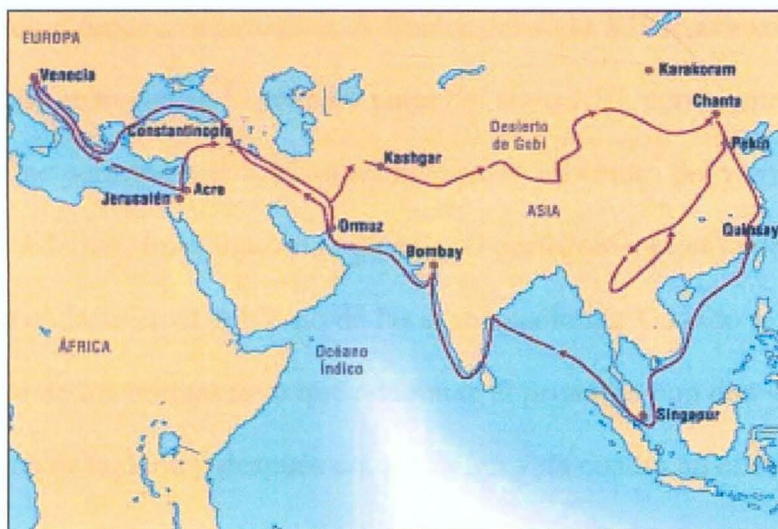 EUROPA
Venecia
Karakoram
Chanta
Constantinopla
Desierto
de Gobi
Pekín
Kashgar
Acre
Jerusalén
ASIA
Ormuz
Quinsay
Bombay
ÁFRICA
Océano
Índico
Singapur